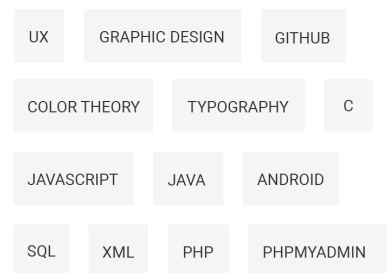 UX GRAPHIC DESIGN GITHUB
COLOR THEORY TYPOGRAPHY C
JAVASCRIPT JAVA ANDROID
SQL XML PHP PHPMYADMIN